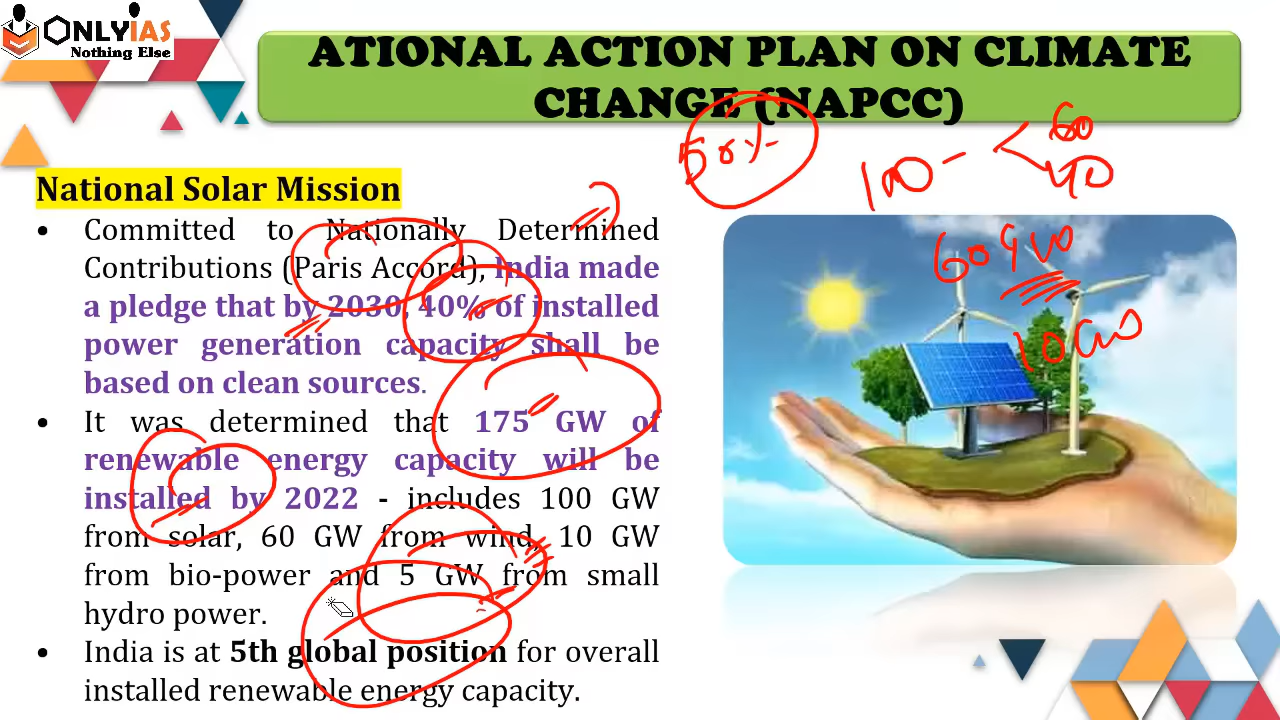 ONLYIAS
Nothing Else
ATIONAL ACTION PLAN ON CLIMATE
CHANGE (NAPCC)
50%
100 - < 60
40
National Solar Mission
• Committed to Nationally Determined
Contributions (Paris Accord), India made
a pledge that by 2030, 40% of installed
power generation capacity shall be
based on clean sources.
• It was determined that 175 GW of
renewable energy capacity will be
installed by 2022 - includes 100 GW
from solar, 60 GW from wind, 10 GW
from bio-power and 5 GW from small
hydro power.
• India is at 5th global position for overall
installed renewable energy capacity.
60 GW
10 GW